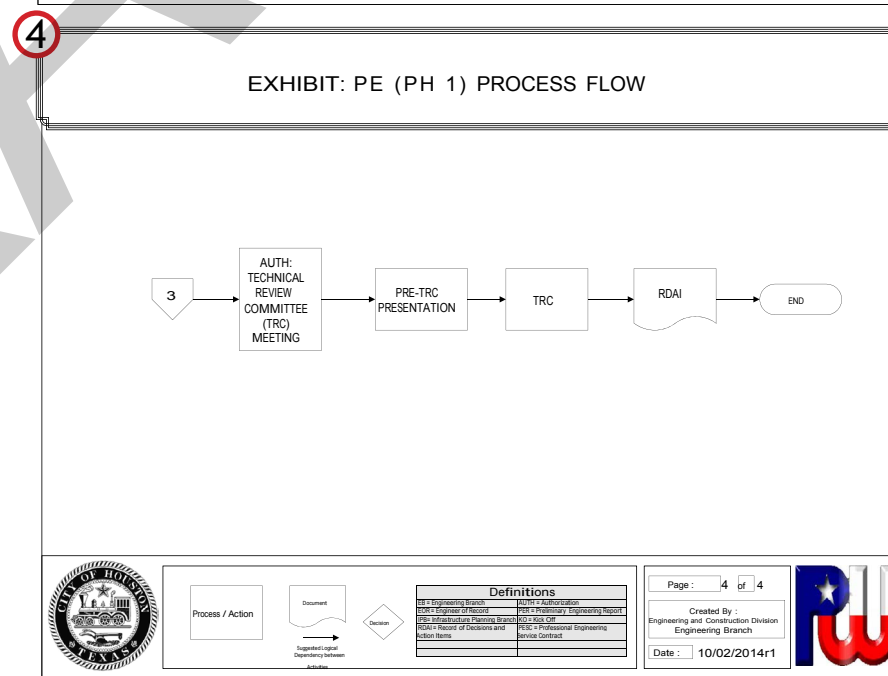 4
EXHIBIT: PE (PH 1) PROCESS FLOW
3
AUTH:
TECHNICAL
REVIEW
COMMITTEE
(TRC)
MEETING
PRE-TRC
PRESENTATION
TRC
RDAI
END
CITY OF HOUSTON
TEXAS
Process / Action
Document
Suggested Logical
Dependency between
Activities
Decision
Definitions
EB = Engineering Branch AUTH = Authorization
EOR = Engineer of Record PER = Preliminary Engineering Report
IPB= Infrastructure Planning Branch KO = Kick Off
RDAI = Record of Decisions and PESC = Professional Engineering
Action Items Service Contract
Page : 4 of 4
Created By :
Engineering and Construction Division
Engineering Branch
Date : 10/02/2014r1